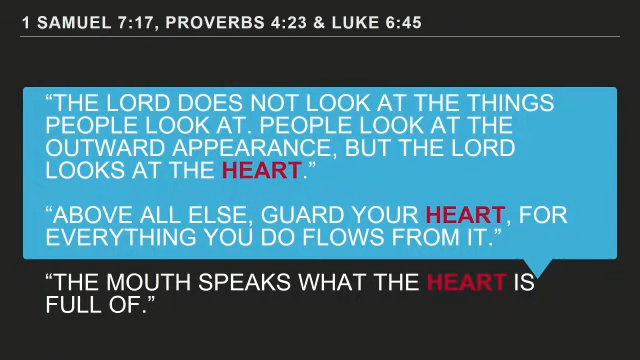 1 SAMUEL 7:17, PROVERBS 4:23 & LUKE 6:45
“THE LORD DOES NOT LOOK AT THE THINGS
PEOPLE LOOK AT. PEOPLE LOOK AT THE
OUTWARD APPEARANCE, BUT THE LORD
LOOKS AT THE HEART.”
“ABOVE ALL ELSE, GUARD YOUR HEART, FOR
EVERYTHING YOU DO FLOWS FROM IT.”
“THE MOUTH SPEAKS WHAT THE HEART IS
FULL OF.”